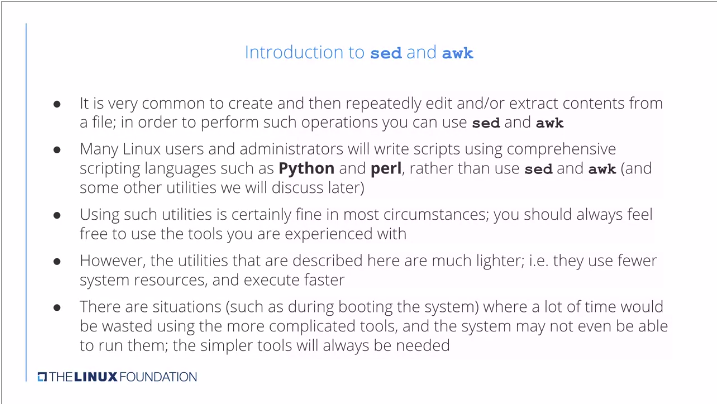 Introduction to sed and awk
● It is very common to create and then repeatedly edit and/or extract contents from
a file; in order to perform such operations you can use sed and awk
● Many Linux users and administrators will write scripts using comprehensive
scripting languages such as Python and perl, rather than use sed and awk (and
some other utilities we will discuss later)
● Using such utilities is certainly fine in most circumstances; you should always feel
free to use the tools you are experienced with
● However, the utilities that are described here are much lighter; i.e. they use fewer
system resources, and execute faster
● There are situations (such as during booting the system) where a lot of time would
be wasted using the more complicated tools, and the system may not even be able
to run them; the simpler tools will always be needed
THE LINUX FOUNDATION